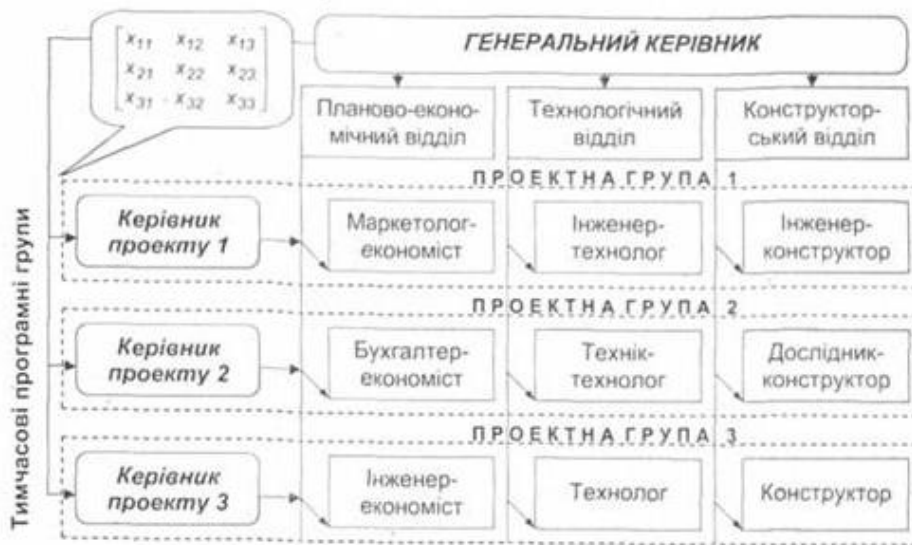 x11 x12 x13
x21 x22 x23
x31 x32 x33
ГЕНЕРАЛЬНИЙ КЕРІВНИК
Планово-еконо-
мічний відділ
Технологічний
відділ
Конструктор-
ський відділ
Тимчасові програмні групи
ПРОЕКТНА ГРУПА 1
Керівник
проекту 1
Маркетолог-
економіст
Інженер-
технолог
Інженер-
конструктор
ПРОЕКТНА ГРУПА 2
Керівник
проекту 2
Бухгалтер-
економіст
Технік-
технолог
Дослідник-
конструктор
ПРОЕКТНА ГРУПА 3
Керівник
проекту 3
Інженер-
економіст
Технолог
Конструктор